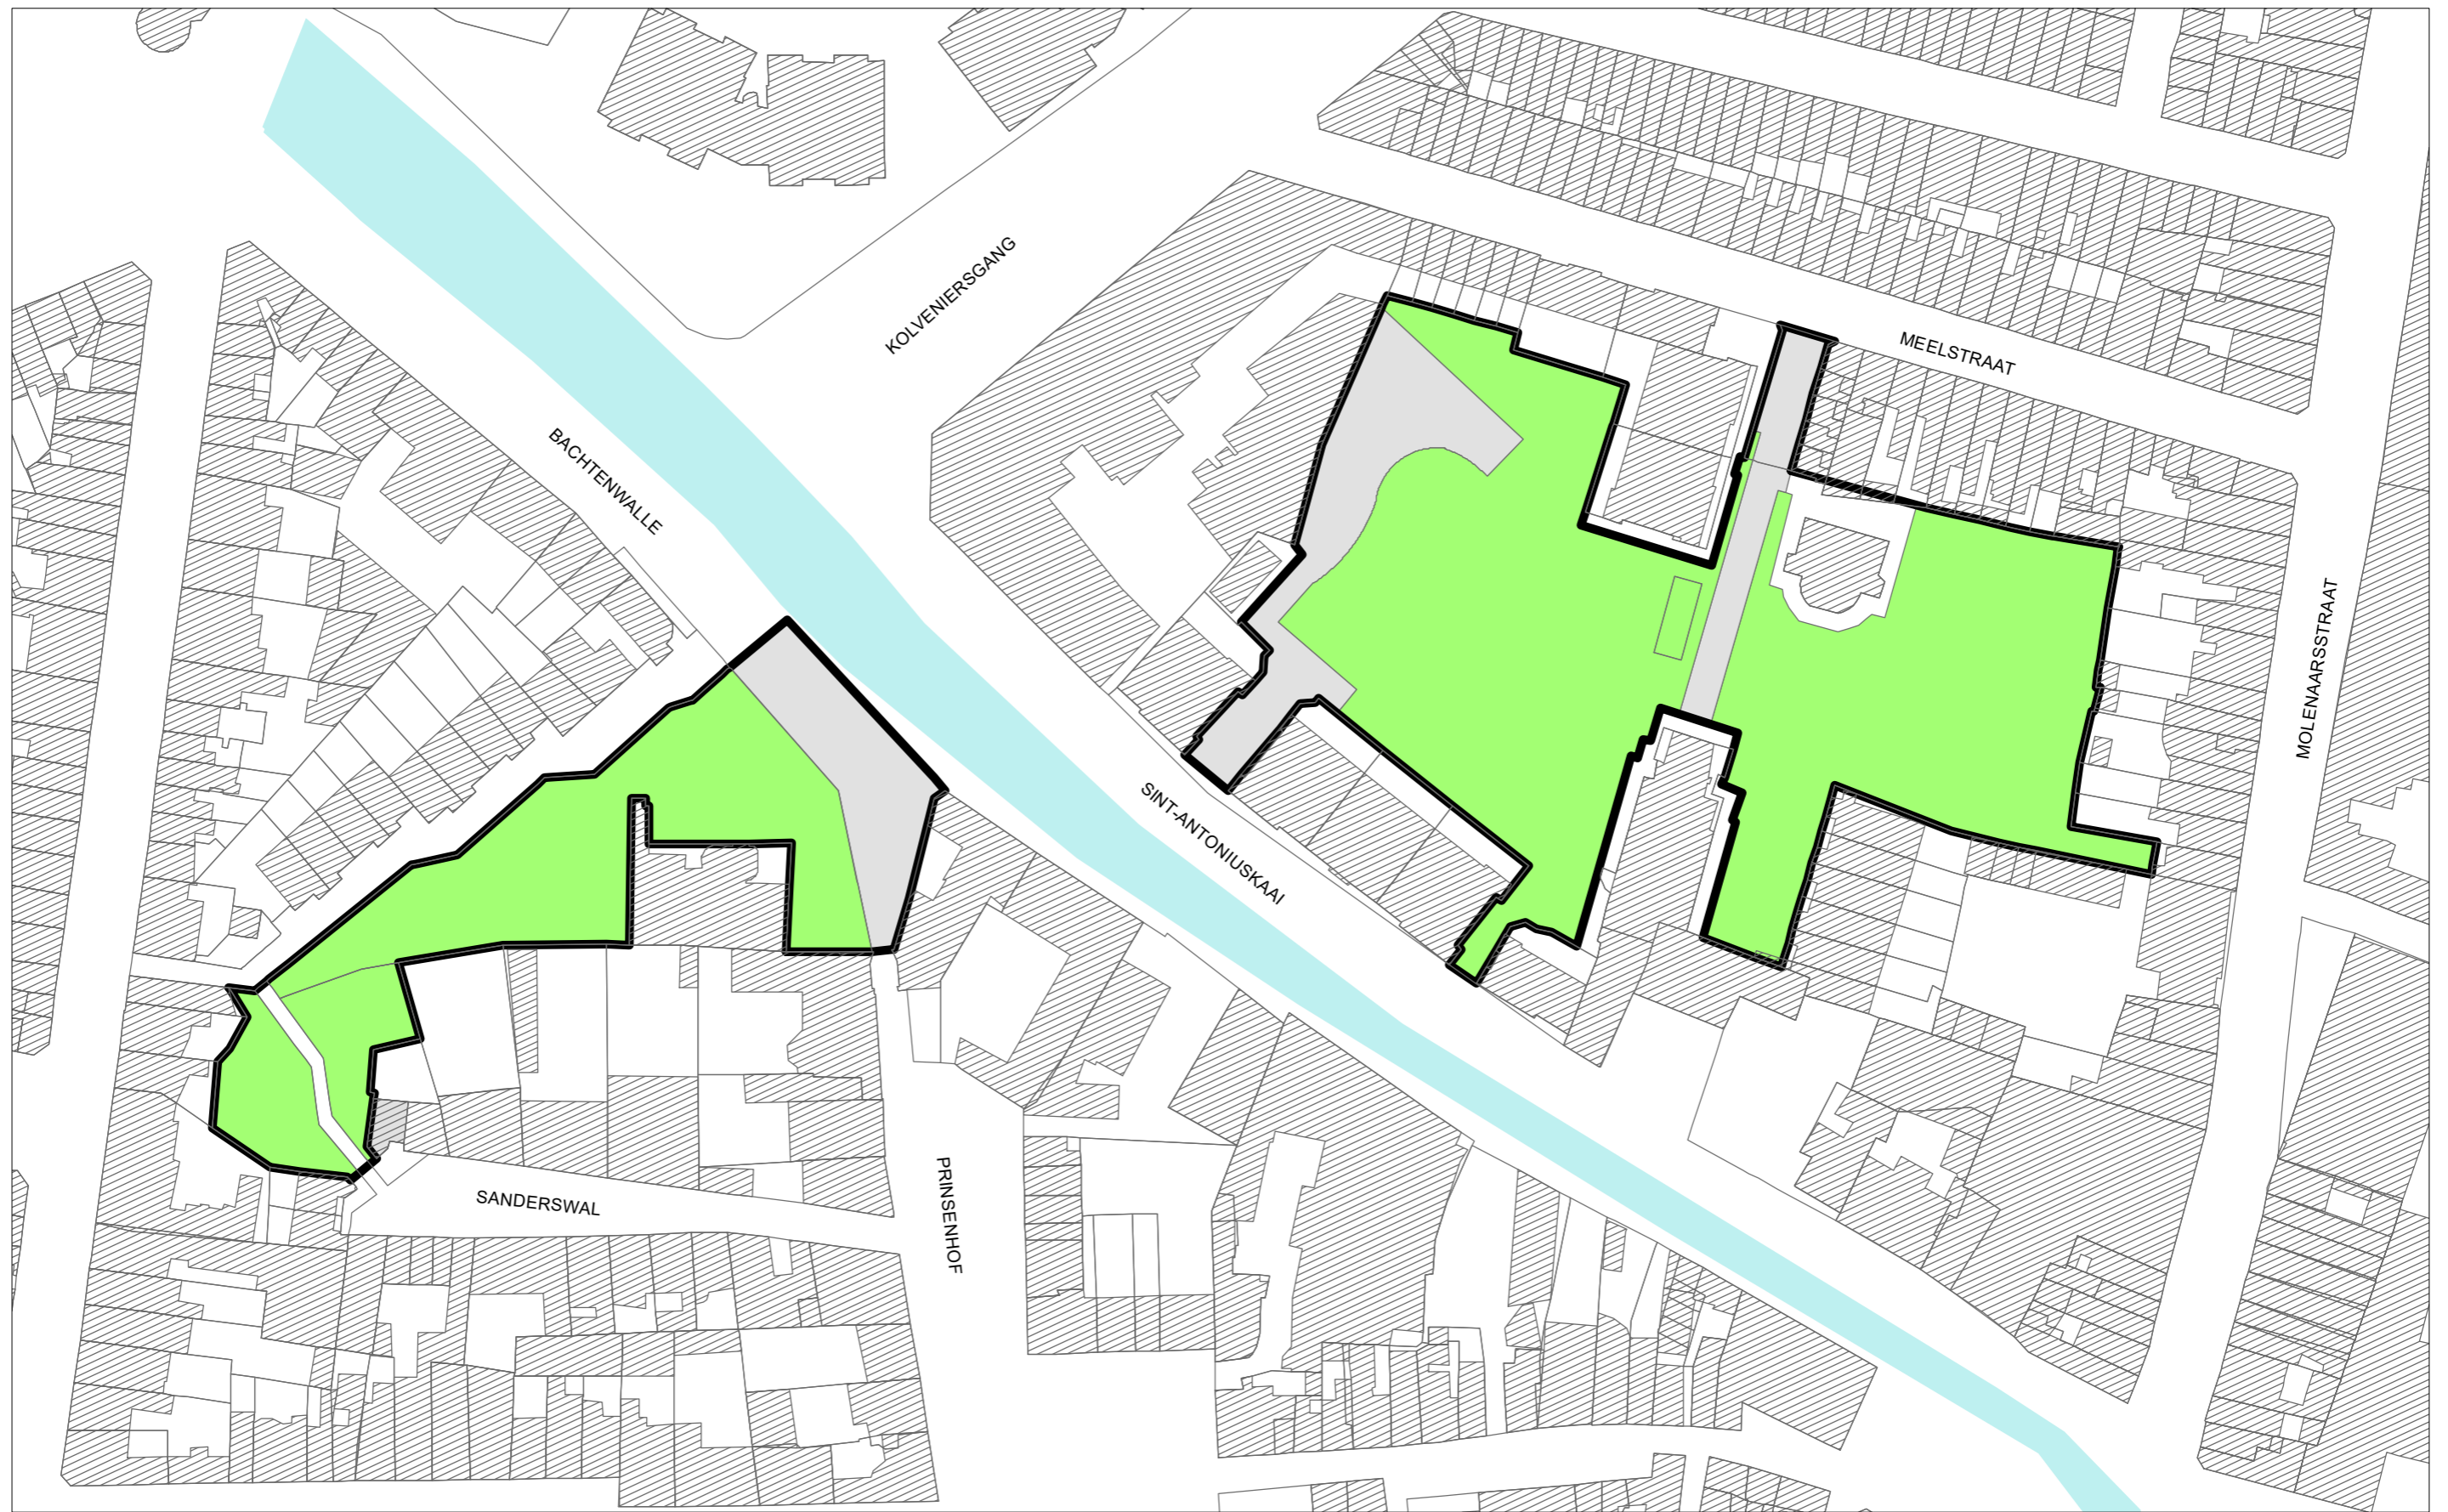 KOLVENIERSGANG
MEELSTRAAT
BACHTENWALLE
MOLENAARSSTRAAT
SINT-ANTONIUSKAAI
SANDERSWAL
PRINSENHOF